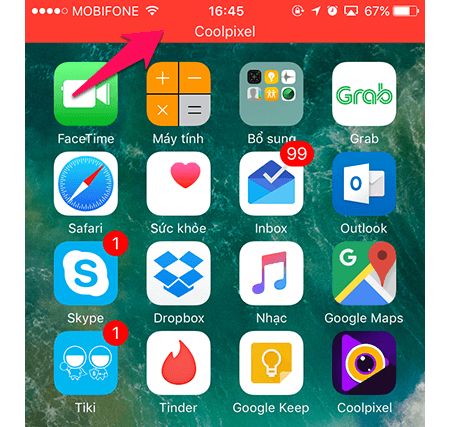 MOBIFONE 16:45 67%
Coolpixel
FaceTime Máy tính Bổ sung Grab
Grab
99
Safari Sức khỏe Inbox Outlook
1
G
Skype Dropbox Nhạc Google Maps
1
Tiki Tinder Google Keep Coolpixel